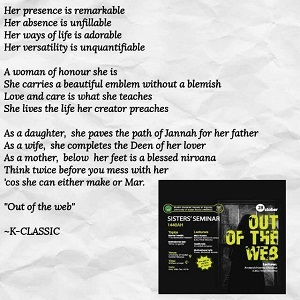 Her presence is remarkable
Her absence is unfillable
Her ways of life is adorable
Her versatility is unquantifiable
A woman of honour she is
She carries a beautiful emblem without a blemish
Love and care is what she teaches
She lives the life her creator preaches
As a daughter, she paves the path of Jannah for her father
As a wife, she completes the Deen of her lover
As a mother, below her feet is a blessed nirvana
Think twice before you mess with her
'cos she can either make or Mar.
"Out of the web"
~K-CLASSIC
SISTERS' SEMINAR
1440AH
Topics
Lecturers
OUT
OF THE
WEB
Lecturers